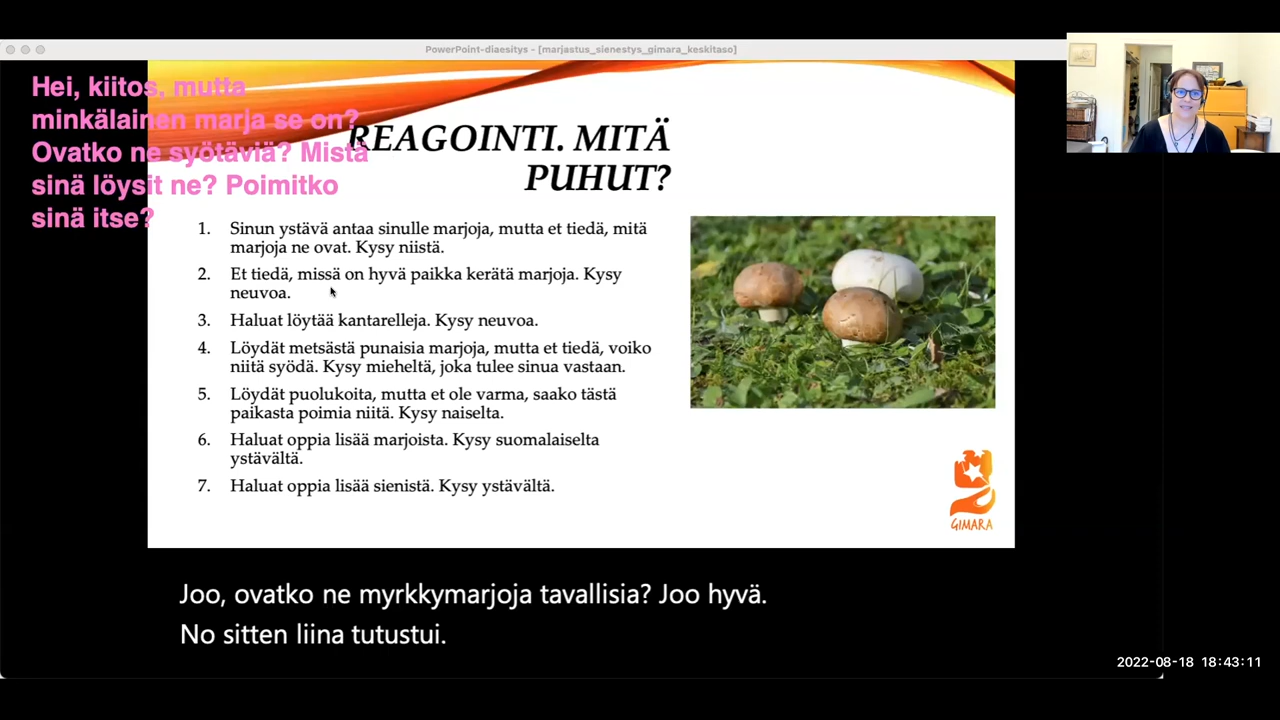 PowerPoint-diaesitys - [marjastus_sienestys_gimara_keskitaso]
Hei, kiitos, mutta
minkälainen marja se on?
Ovatko ne syötäviä? Mistä
sinä löysit ne? Poimitko
sinä itse?
REAGOINTI. MITÄ
PUHUT?
1. Sinun ystävä antaa sinulle marjoja, mutta et tiedä, mitä
marjoja ne ovat. Kysy niistä.
2. Et tiedä, missä on hyvä paikka kerätä marjoja. Kysy
neuvoa.
3. Haluat löytää kantarelleja. Kysy neuvoa.
4. Löydät metsästä punaisia marjoja, mutta et tiedä, voiko
niitä syödä. Kysy mieheltä, joka tulee sinua vastaan.
5. Löydät puolukoita, mutta et ole varma, saako tästä
paikasta poimia niitä. Kysy naiselta.
6. Haluat oppia lisää marjoista. Kysy suomalaiselta
ystävältä.
7. Haluat oppia lisää sienistä. Kysy ystävältä.
GIMARA
Joo, ovatko ne myrkkymarjoja tavallisia? Joo hyvä.
No sitten liina tutustui.
2022-08-18 18:43:11